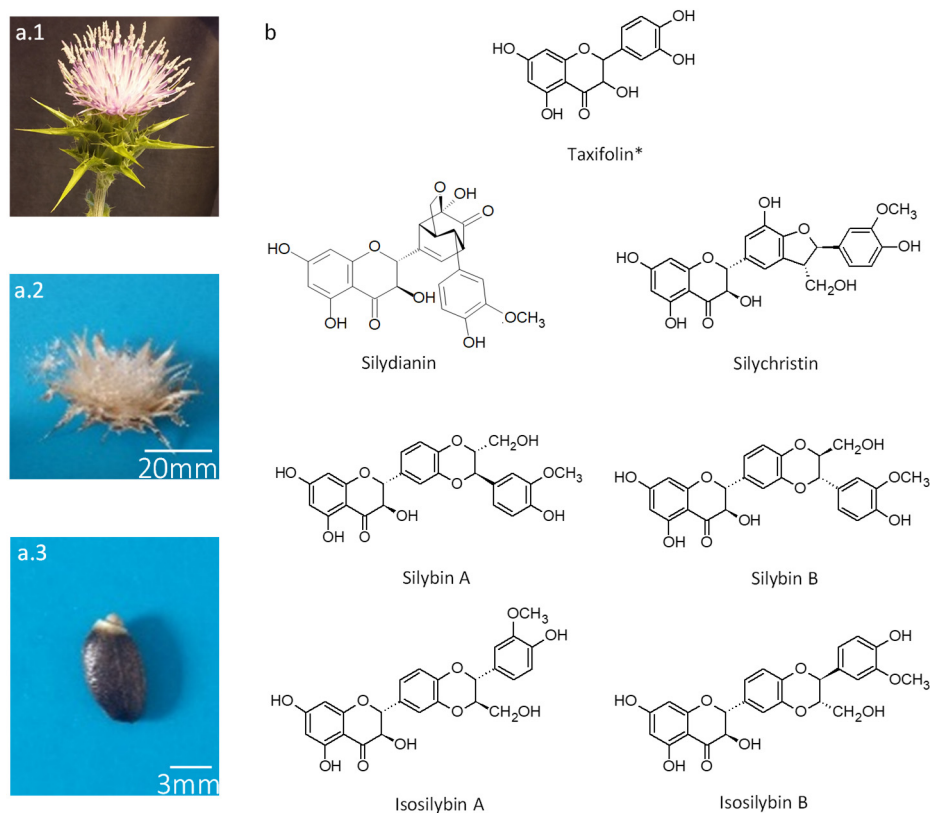 a.1
a.2
20mm
a.3
3mm
b
OH
HO
O
OH
OH
OH
O
Taxifolin*
O
OH
O
HO
O
OH
OH
O
OCH3
OH
Silydianin
OH
O
OCH3
OH
HO
O
CH2OH
OH
OH
O
Silychristin
O
CH2OH
HO
O
O
OCH3
OH
OH
OH
O
Silybin A
O
CH2OH
HO
O
O
OCH3
OH
OH
OH
O
Silybin B
OCH3
OH
O
HO
O
O
CH2OH
OH
OH
O
Isosilybin A
OH
O
OCH3
HO
O
O
CH2OH
OH
OH
O
Isosilybin B